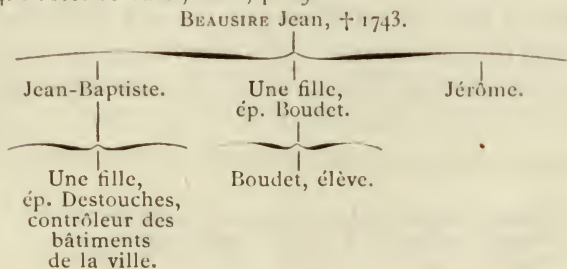 BEAUSIRE Jean, † 1743.
Jean-Baptiste.
Une fille,
ép. Boudet.
Jérôme.
Une fille,
ép. Destouches,
contrôleur des
bâtiments
de la ville.
Boudet, élève.